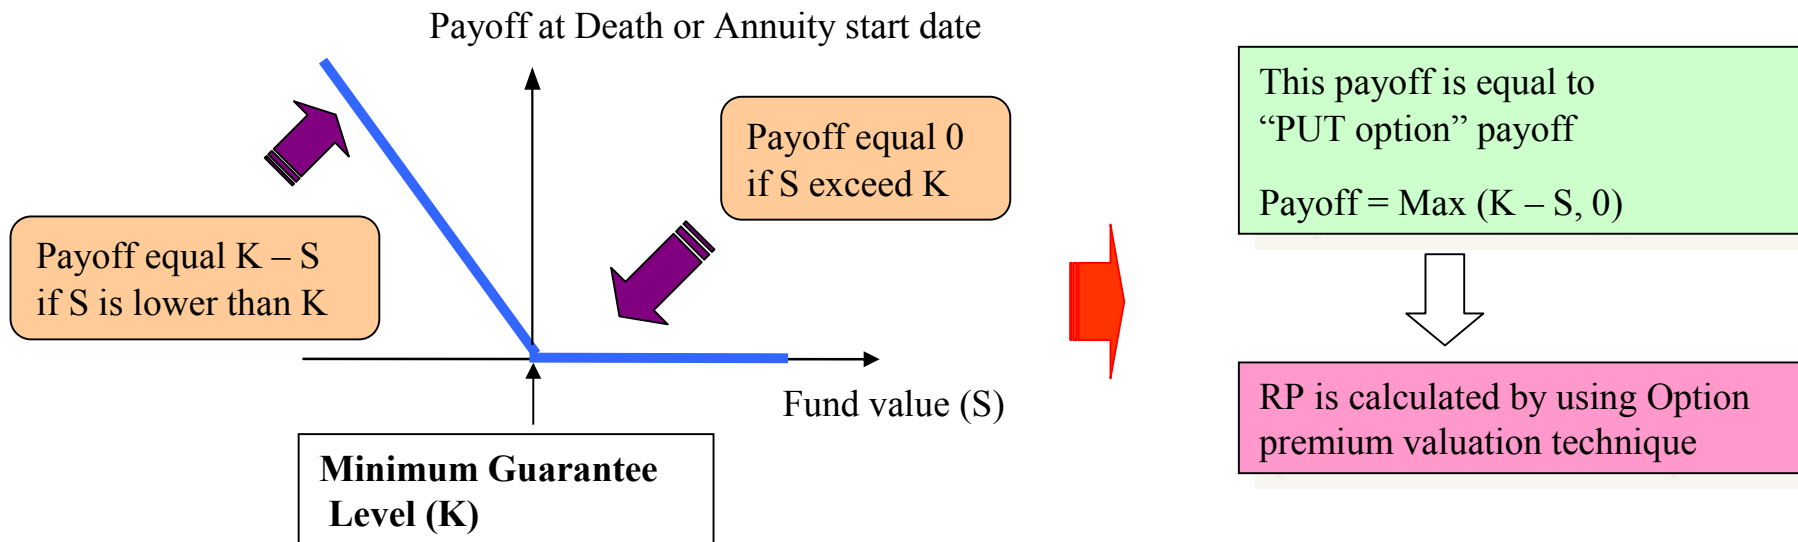 Payoff at Death or Annuity start date
Payoff equal 0
if S exceed K
Payoff equal K – S
if S is lower than K
Fund value (S)
Minimum Guarantee
Level (K)
This payoff is equal to
“PUT option” payoff
Payoff = Max (K – S, 0)
RP is calculated by using Option
premium valuation technique